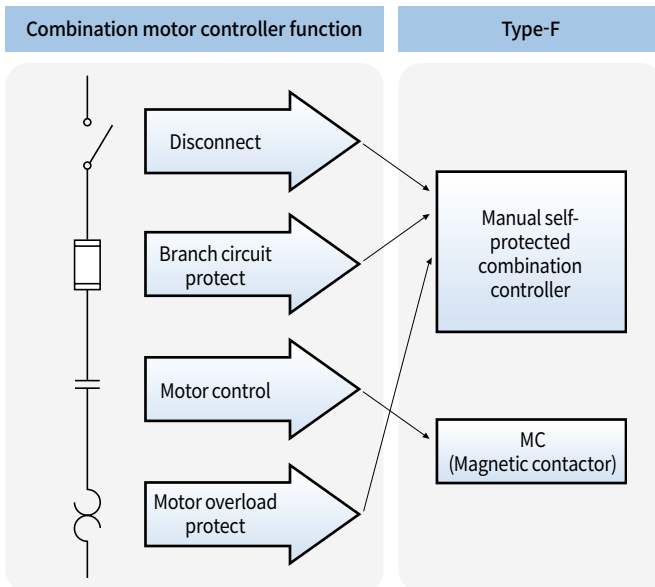 Combination motor controller function
Type-F
Disconnect
Branch circuit
protect
Motor control
Motor overload
protect
Manual self-
protected
combination
controller
MC
(Magnetic contactor)